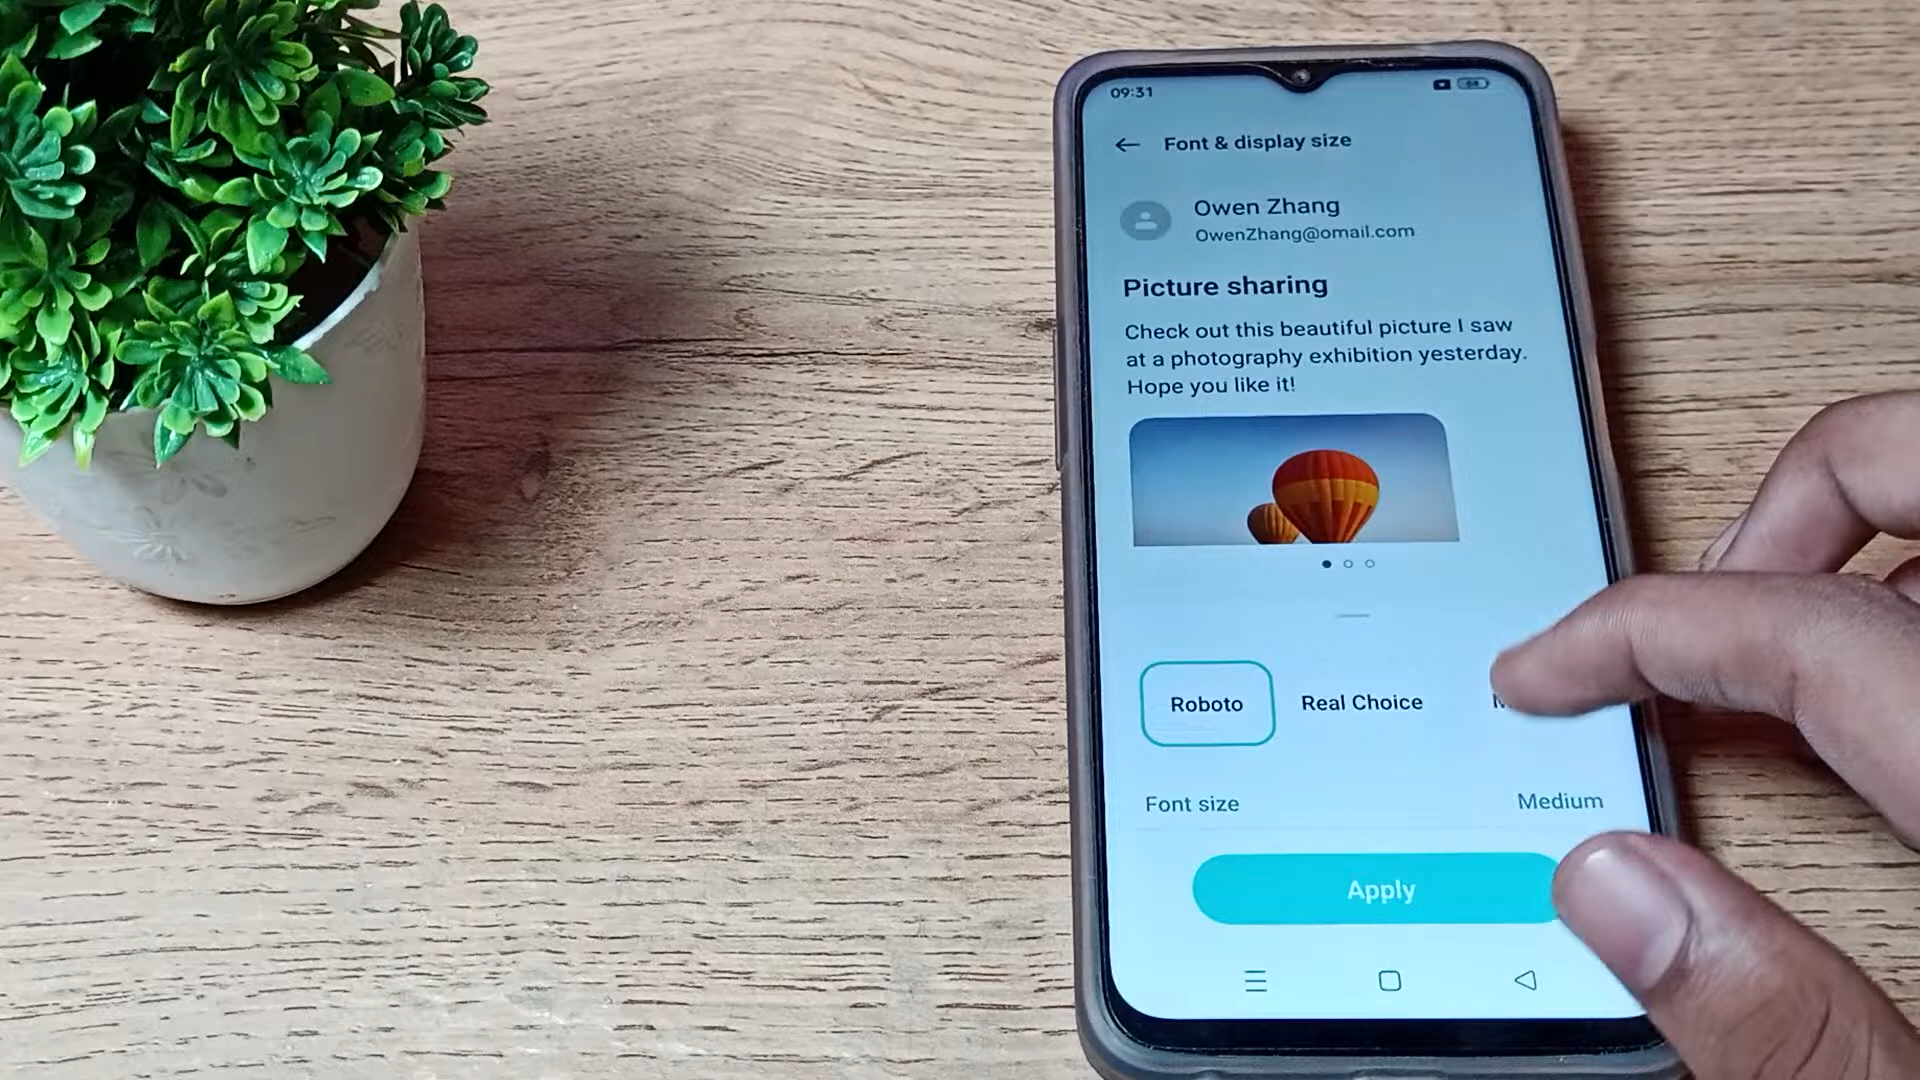 09:31
64
Font & display size
Owen Zhang
OwenZhang@omail.com
Picture sharing
Check out this beautiful picture I saw
at a photography exhibition yesterday.
Hope you like it!
Roboto
Real Choice
Font size
Medium
Apply